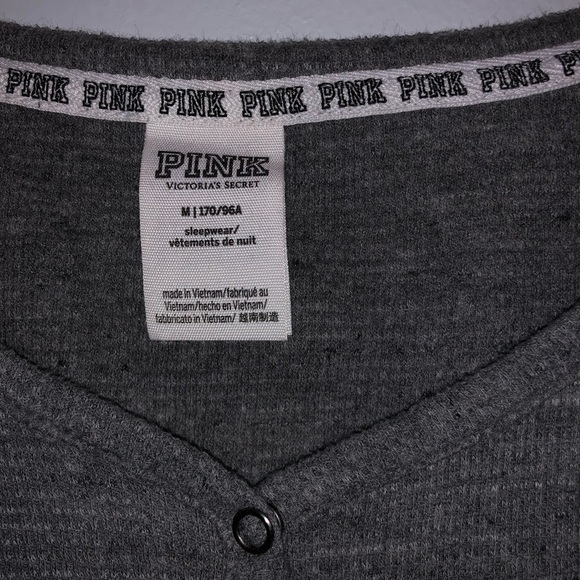 PINK PINK PINK PINK PINK PINK PINK PINK
PINK
VICTORIA'S SECRET
M | 170/96A
sleepwear/
vêtements de nuit
made in Vietnam/fabriqué au
Vietnam/hecho en Vietnam/
fabbricato in Vietnam/ 越南制造